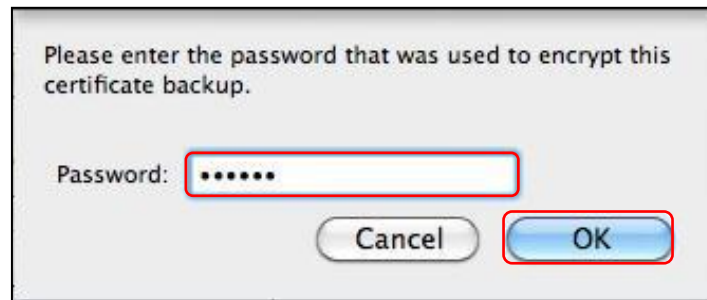 Please enter the password that was used to encrypt this
certificate backup.
Password: ••••••
Cancel OK